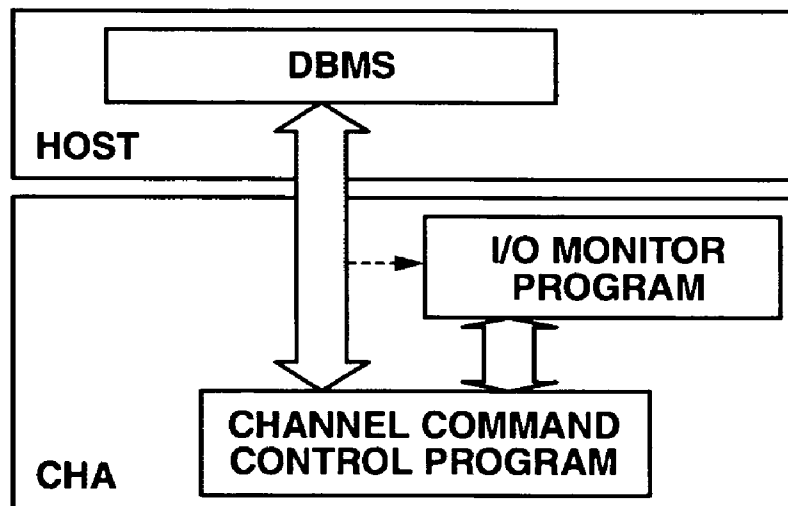 DBMS
HOST
I/O MONITOR
PROGRAM
CHANNEL COMMAND
CONTROL PROGRAM
CHA